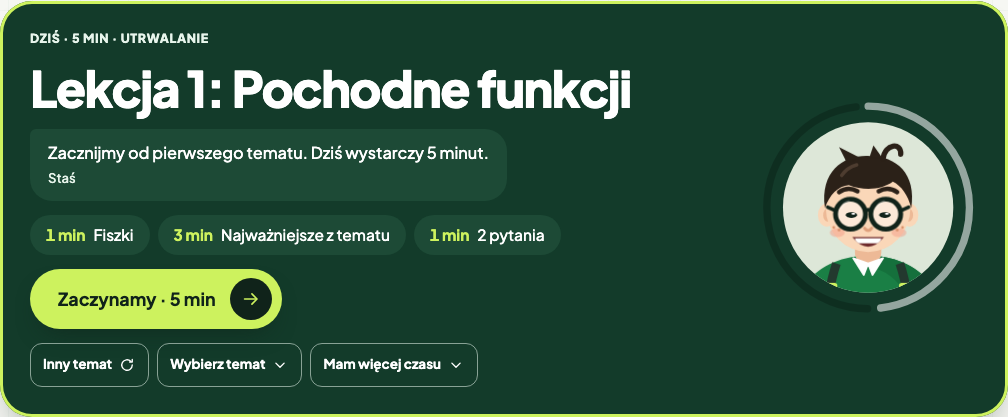 DZIŚ · 5 MIN · UTRWALANIE
Lekcja 1: Pochodne funkcji
Zacznijmy od pierwszego tematu. Dziś wystarczy 5 minut.
Staś
1 min Fiszki
3 min Najważniejsze z tematu
1 min 2 pytania
Zaczynamy · 5 min
Inny temat
Wybierz temat
Mam więcej czasu